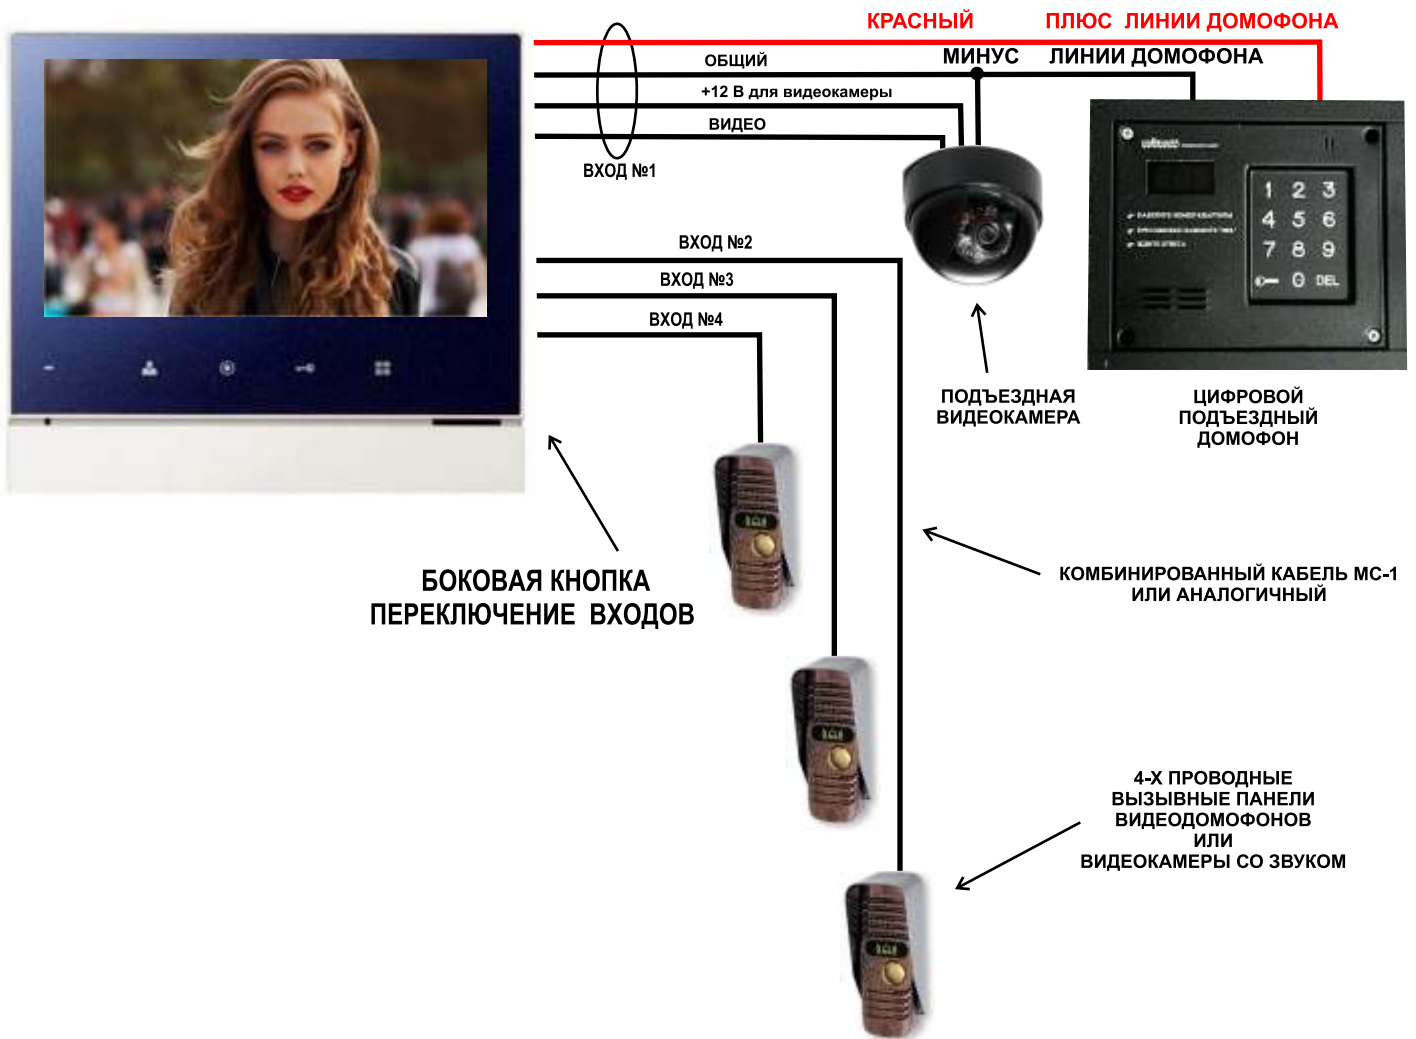 КРАСНЫЙ ПЛЮС ЛИНИИ ДОМОФОНА
ОБЩИЙ
МИНУС ЛИНИИ ДОМОФОНА
+12 В для видеокамеры
ВИДЕО
ВХОД №1
ВХОД №2
ВХОД №3
ВХОД №4
1 2 3
4 5 6
7 8 9
0 DEL
ПОДЪЕЗДНАЯ
ВИДЕОКАМЕРА
ЦИФРОВОЙ
ПОДЪЕЗДНЫЙ
ДОМОФОН
БОКОВАЯ КНОПКА
ПЕРЕКЛЮЧЕНИЕ ВХОДОВ
КОМБИНИРОВАННЫЙ КАБЕЛЬ МС-1
ИЛИ АНАЛОГИЧНЫЙ
4-Х ПРОВОДНЫЕ
ВЫЗЫВНЫЕ ПАНЕЛИ
ВИДЕОДОМОФОНОВ
ИЛИ
ВИДЕОКАМЕРЫ СО ЗВУКОМ